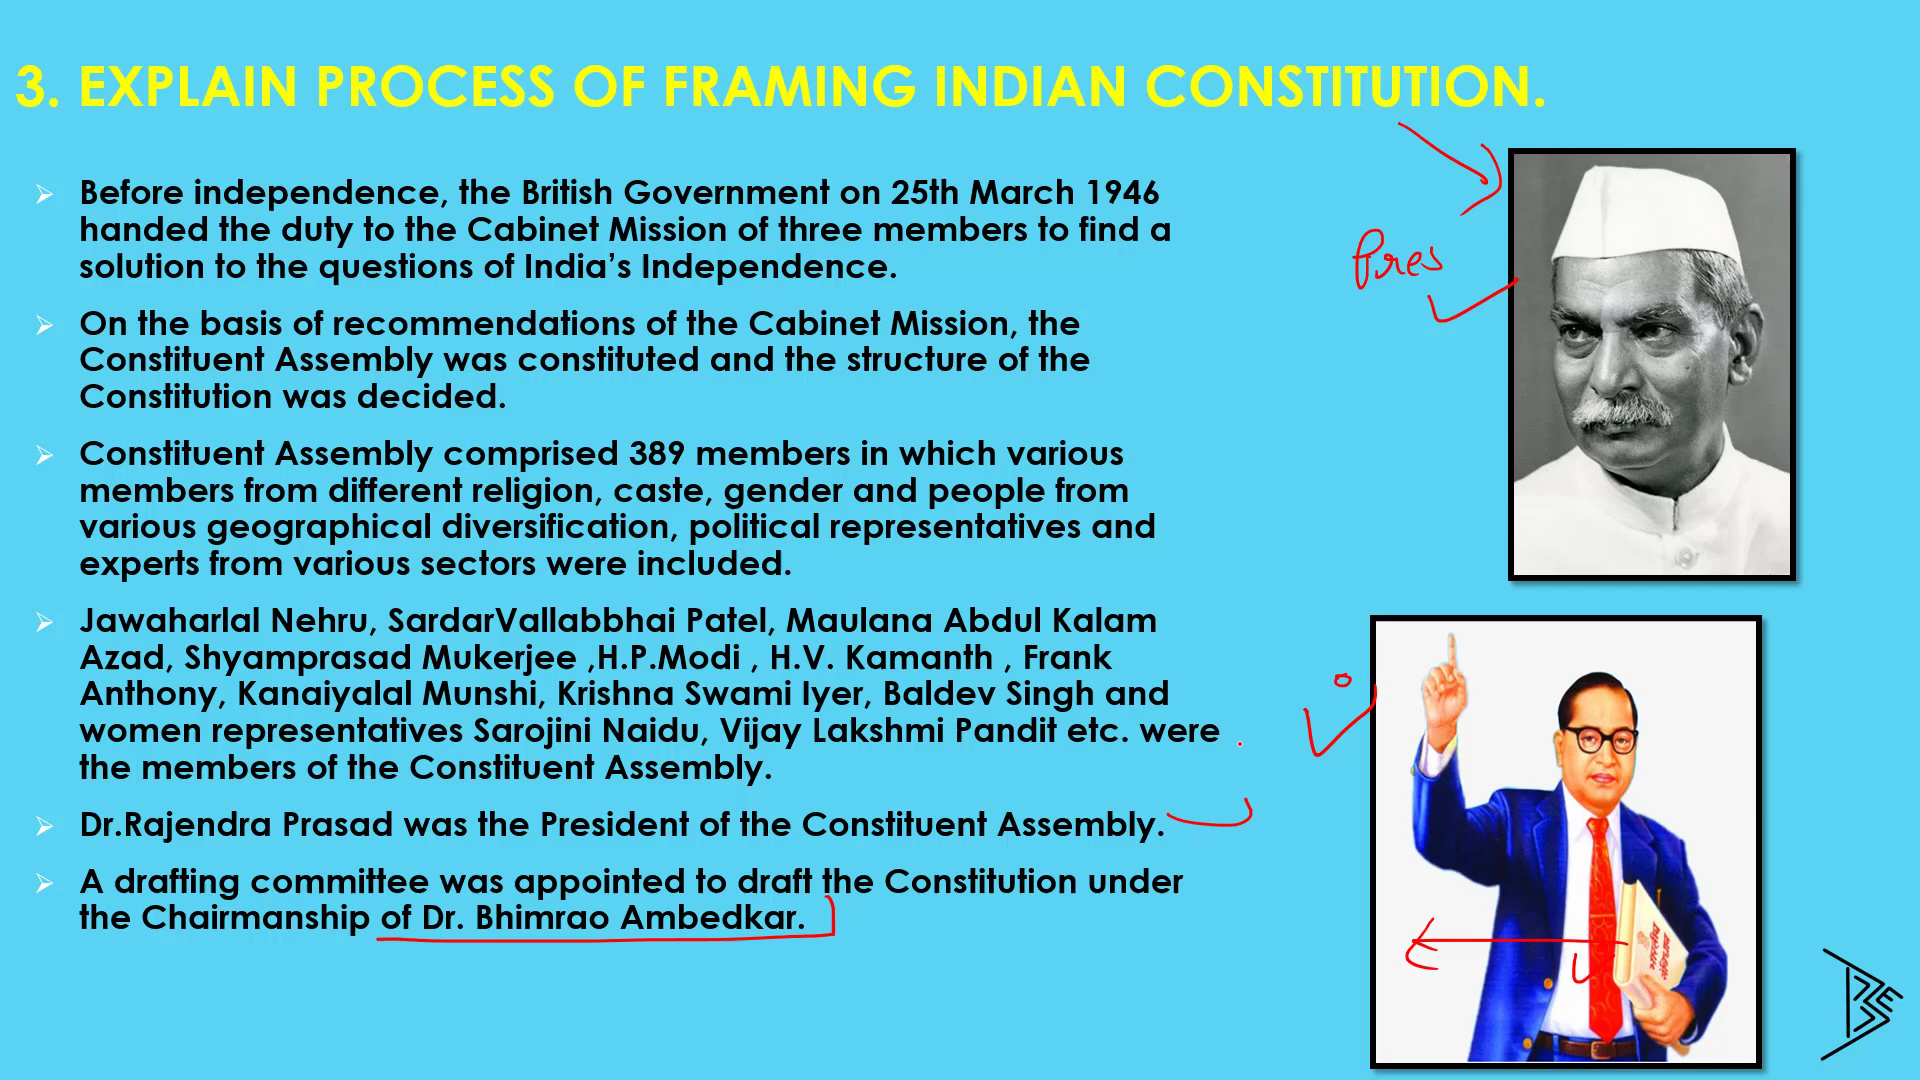 3. EXPLAIN PROCESS OF FRAMING INDIAN CONSTITUTION.
Before independence, the British Government on 25th March 1946
handed the duty to the Cabinet Mission of three members to find a
solution to the questions of India's Independence.
On the basis of recommendations of the Cabinet Mission, the
Constituent Assembly was constituted and the structure of the
Constitution was decided.
Constituent Assembly comprised 389 members in which various
members from different religion, caste, gender and people from
various geographical diversification, political representatives and
experts from various sectors were included.
Jawaharlal Nehru, SardarVallabbhai Patel, Maulana Abdul Kalam
Azad, Shyamprasad Mukerjee ,H.P.Modi , H.V. Kamanth , Frank
Anthony, Kanaiyalal Munshi, Krishna Swami Iyer, Baldev Singh and
women representatives Sarojini Naidu, Vijay Lakshmi Pandit etc. were
the members of the Constituent Assembly.
Dr.Rajendra Prasad was the President of the Constituent Assembly.
A drafting committee was appointed to draft the Constitution under
the Chairmanship of Dr. Bhimrao Ambedkar.
Pres